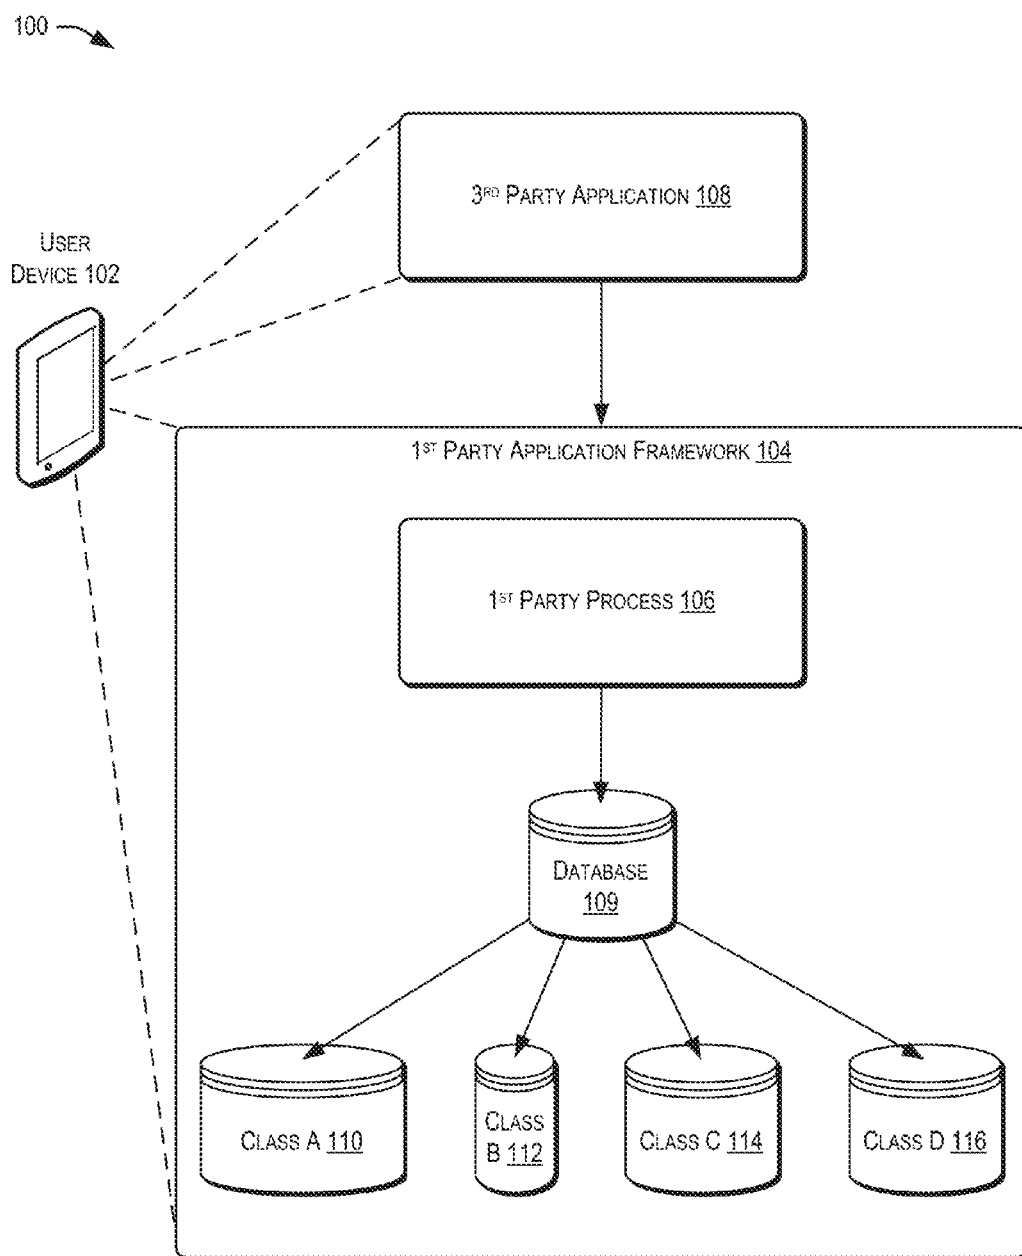 100
3RD PARTY APPLICATION 108
USER
DEVICE 102
1ST PARTY APPLICATION FRAMEWORK 104
1ST PARTY PROCESS 106
DATABASE
109
CLASS A 110
CLASS
B 112
CLASS C 114
CLASS D 116